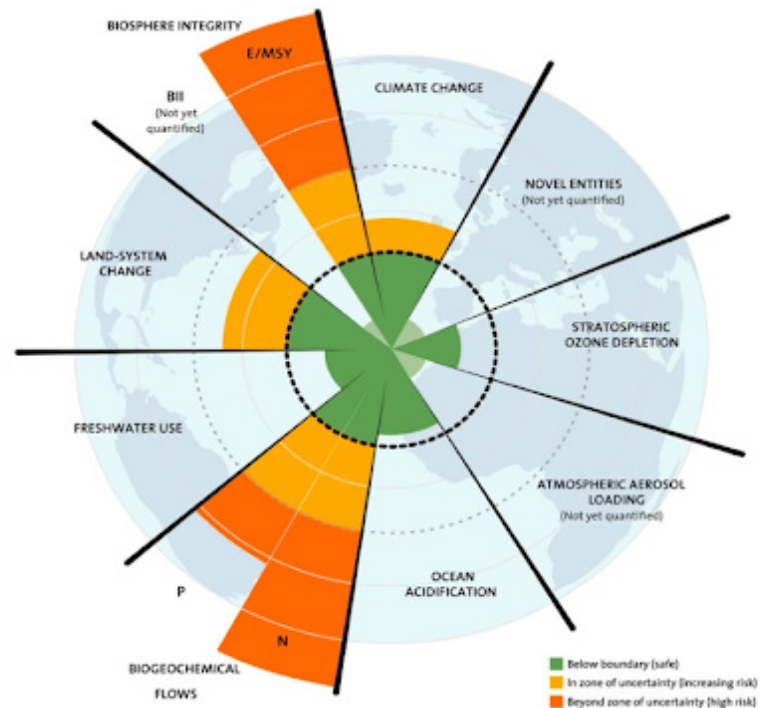 BIOSPHERE INTEGRITY
E/MSY
CLIMATE CHANGE
BII
(Not yet
quantified)
NOVEL ENTITIES
(Not yet quantified)
LAND-SYSTEM
CHANGE
STRATOSPHERIC
OZONE DEPLETION
FRESHWATER USE
ATMOSPHERIC AEROSOL
LOADING
(Not yet quantified)
OCEAN
ACIDIFICATION
P
N
BIOGEOCHEMICAL
FLOWS
Below boundary (safe)
In zone of uncertainty (increasing risk)
Beyond zone of uncertainty (high risk)